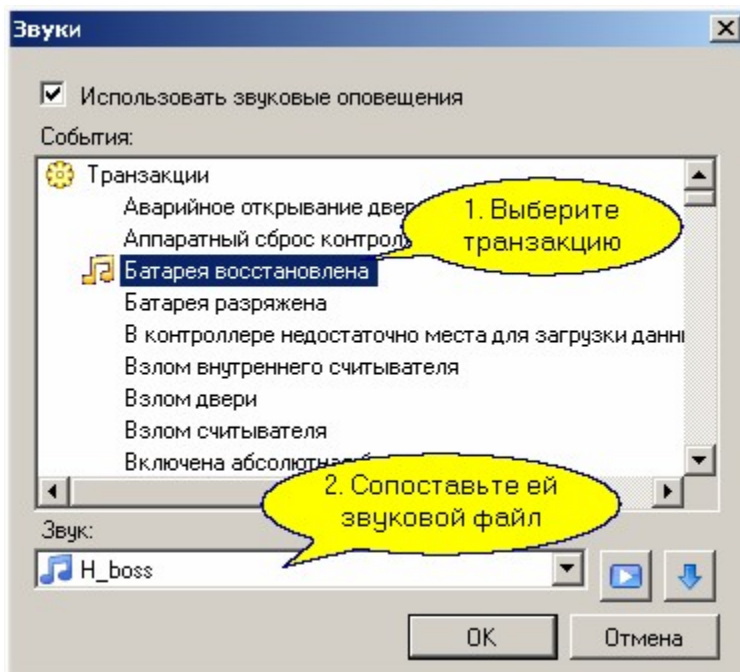 Звуки
Использовать звуковые оповещения
События:
Транзакции
Аварийное открывание двер
1. Выберите
транзакцию
Аппаратный сброс контрол
Батарея восстановлена
Батарея разряжена
В контроллере недостаточно места для загрузки данны
Взлом внутреннего считывателя
Взлом двери
Взлом считывателя
Включена абсолютная б
2. Сопоставьте ей
звуковой файл
Звук:
H_boss
OK
Отмена